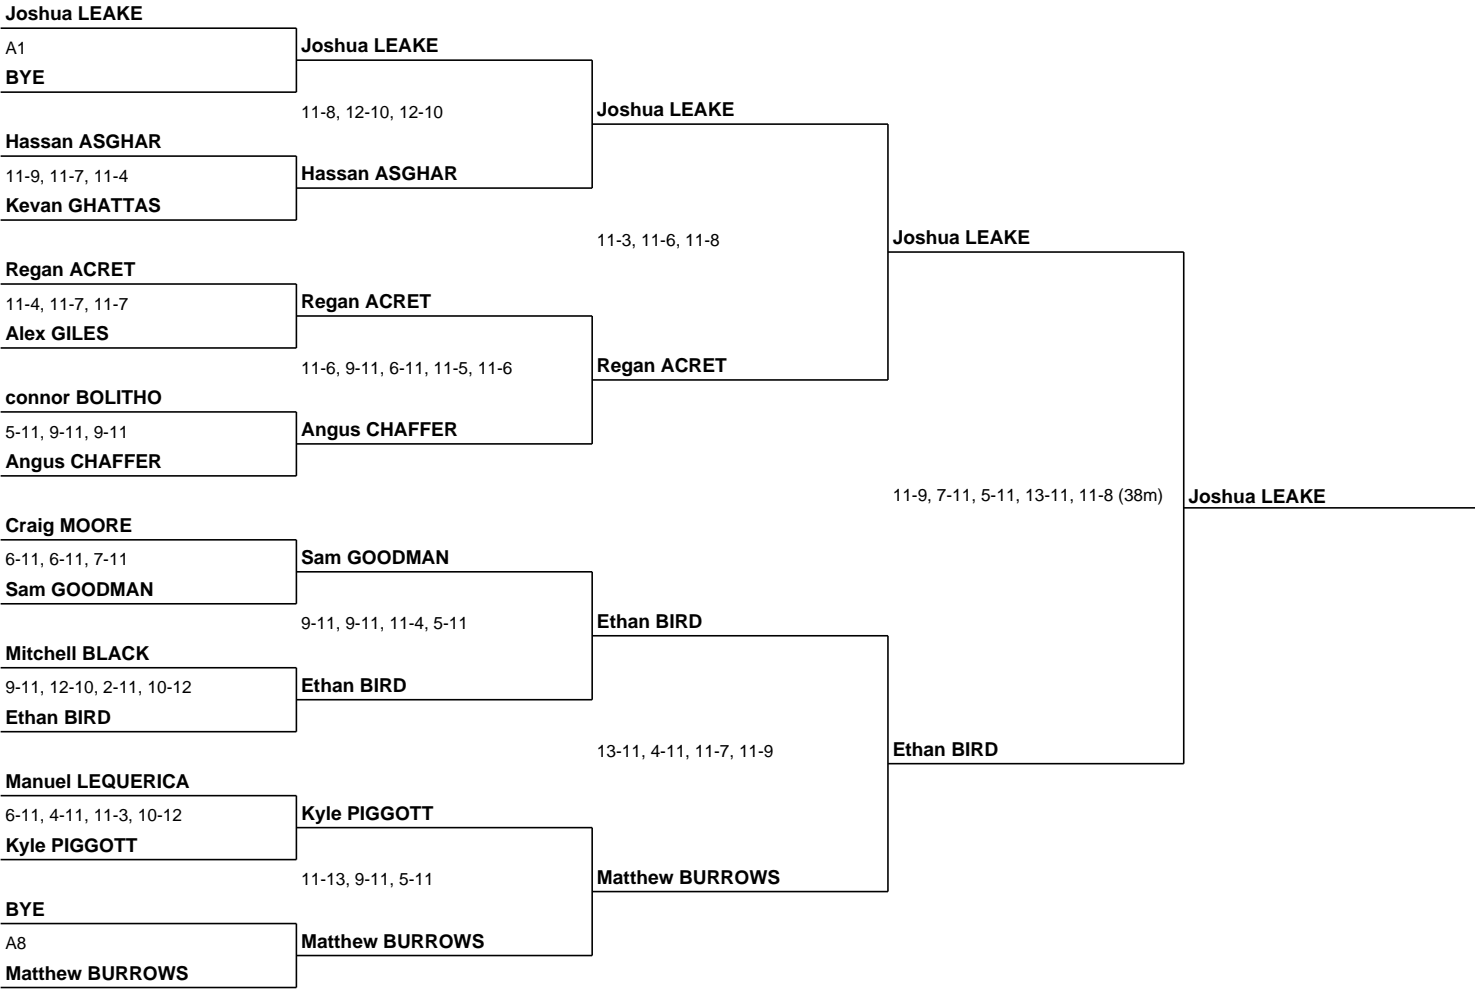 Joshua LEAKE
A1
BYE
Hassan ASGHAR
11-9, 11-7, 11-4
Kevan GHATTAS
Regan ACRET
11-4, 11-7, 11-7
Alex GILES
connor BOLITHO
5-11, 9-11, 9-11
Angus CHAFFER
Craig MOORE
6-11, 6-11, 7-11
Sam GOODMAN
Mitchell BLACK
9-11, 12-10, 2-11, 10-12
Ethan BIRD
Manuel LEQUERICA
6-11, 4-11, 11-3, 10-12
Kyle PIGGOTT
BYE
A8
Matthew BURROWS
Joshua LEAKE
11-8, 12-10, 12-10
Hassan ASGHAR
Regan ACRET
11-6, 9-11, 6-11, 11-5, 11-6
Angus CHAFFER
Sam GOODMAN
9-11, 9-11, 11-4, 5-11
Ethan BIRD
Kyle PIGGOTT
11-13, 9-11, 5-11
Matthew BURROWS
Joshua LEAKE
11-3, 11-6, 11-8
Regan ACRET
Ethan BIRD
13-11, 4-11, 11-7, 11-9
Matthew BURROWS
Joshua LEAKE
11-9, 7-11, 5-11, 13-11, 11-8 (38m)
Ethan BIRD
Joshua LEAKE